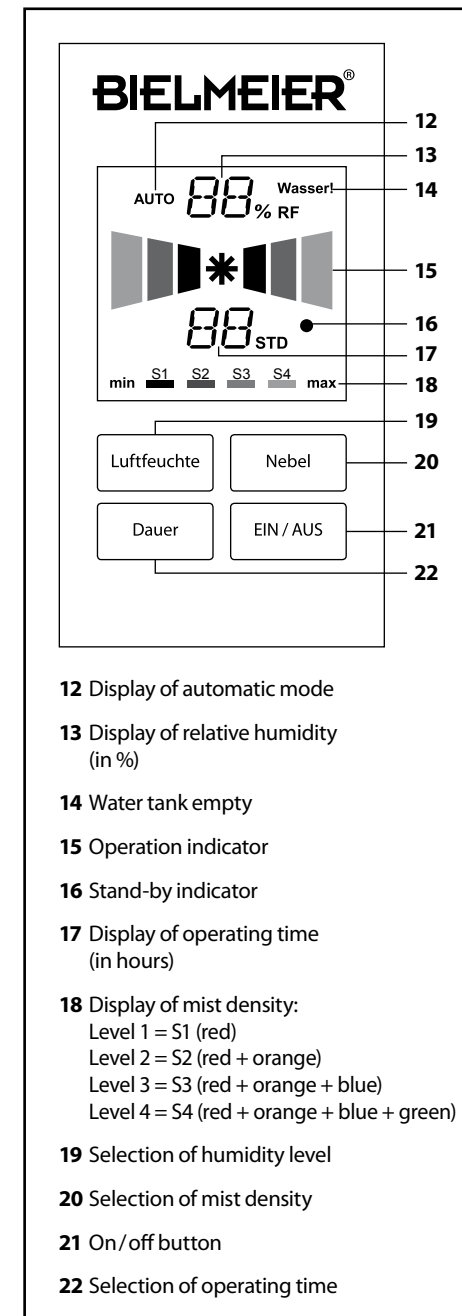 BIELMEIER®
12
13
AUTO 88 % RF Wasser! 14
15
16
88 STD 17
min S1 S2 S3 S4 max 18
19
Luftfeuchte Nebel 20
Dauer EIN / AUS 21
22
12 Display of automatic mode
13 Display of relative humidity
(in %)
14 Water tank empty
15 Operation indicator
16 Stand-by indicator
17 Display of operating time
(in hours)
18 Display of mist density:
Level 1 = S1 (red)
Level 2 = S2 (red + orange)
Level 3 = S3 (red + orange + blue)
Level 4 = S4 (red + orange + blue + green)
19 Selection of humidity level
20 Selection of mist density
21 On / off button
22 Selection of operating time